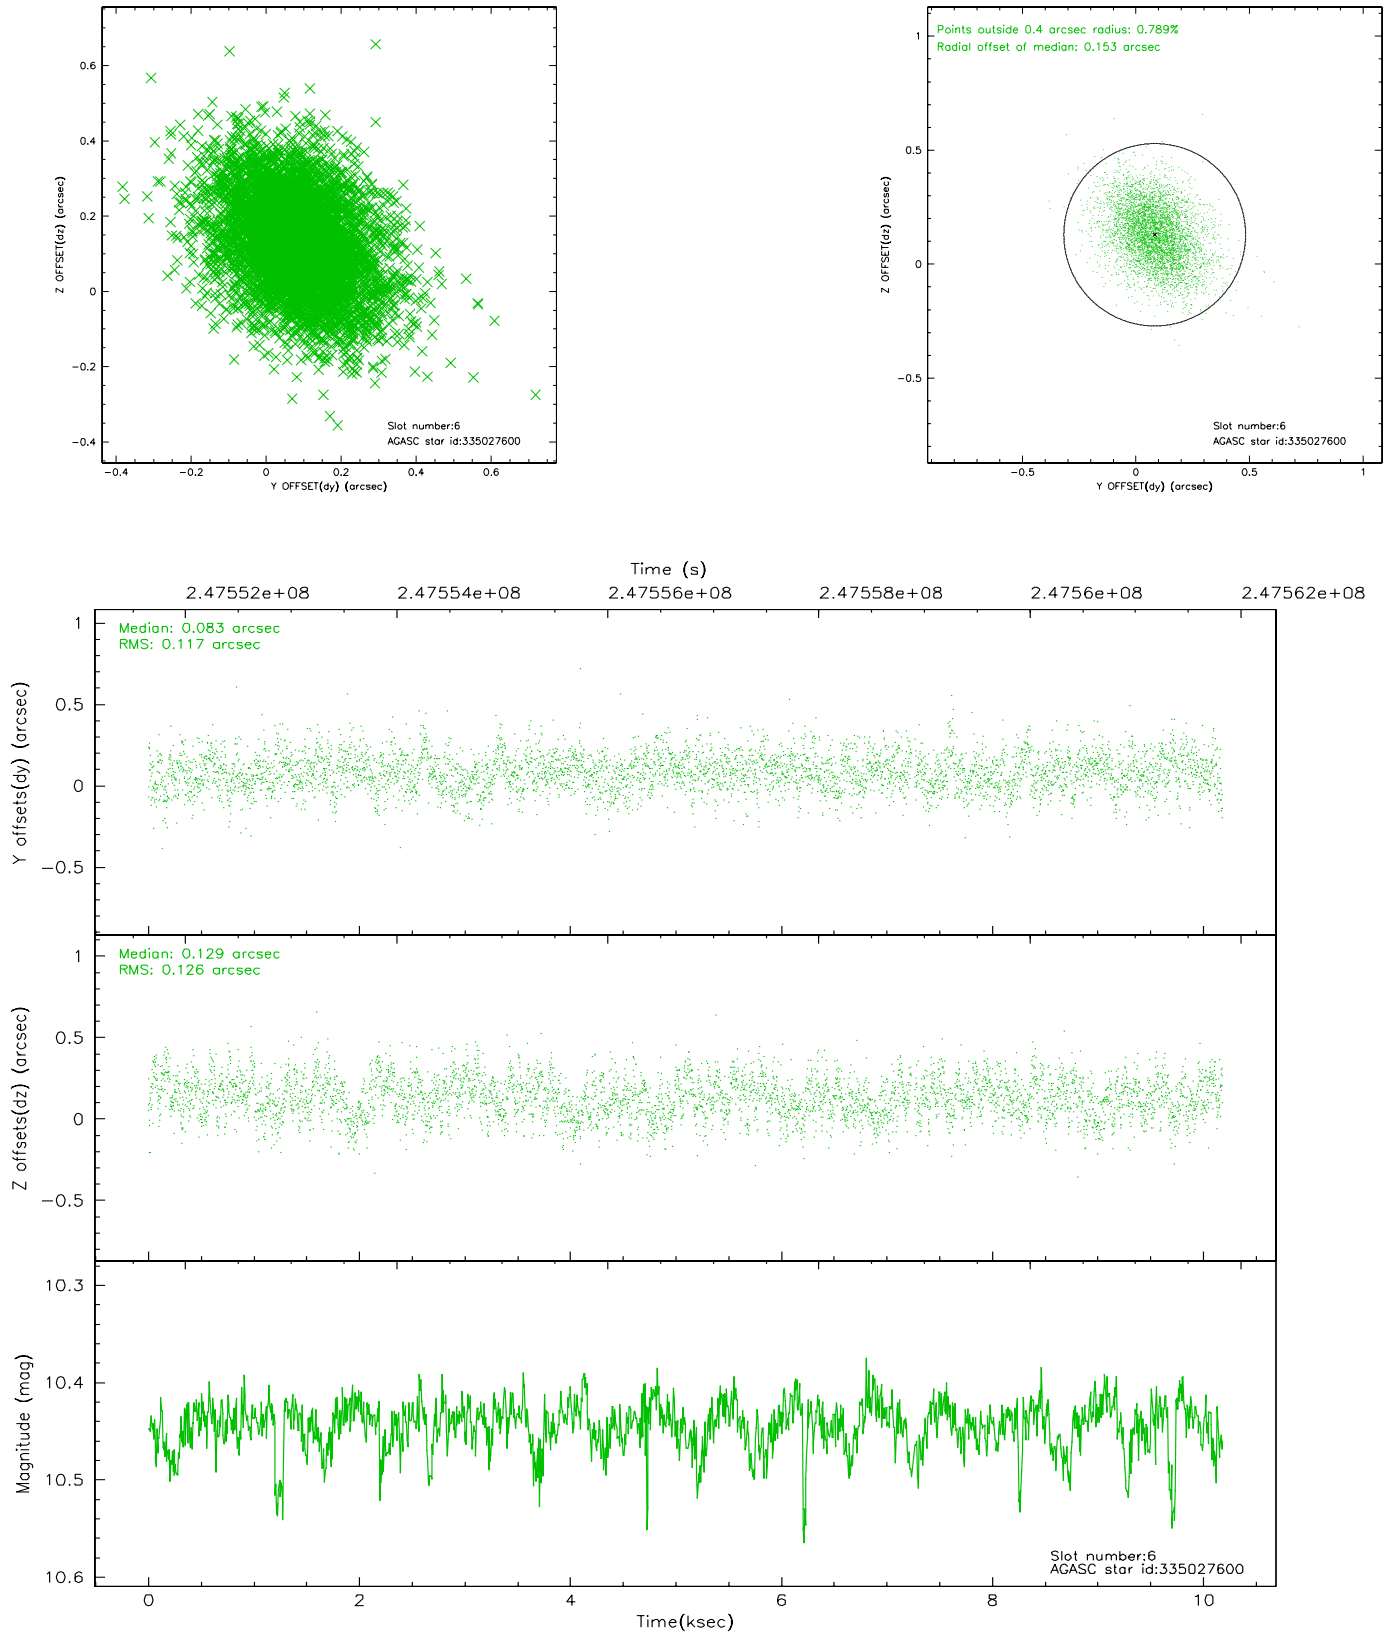 0.6
0.4
0.2
0
−0.2
−0.4
Z OFFSET(dz) (arcsec)
Slot number:6
AGASC star id:335027600
−0.4 −0.2 0 0.2 0.4 0.6
Y OFFSET(dy) (arcsec)
Points outside 0.4 arcsec radius: 0.789%
Radial offset of median: 0.153 arcsec
1
0.5
0
−0.5
Z OFFSET(dz) (arcsec)
Slot number:6
AGASC star id:335027600
−0.5 0 0.5 1
Y OFFSET(dy) (arcsec)
Time (s)
2.47552e+08 2.47554e+08 2.47556e+08 2.47558e+08 2.4756e+08 2.47562e+08
Median: 0.083 arcsec
RMS: 0.117 arcsec
1
0.5
0
−0.5
Y offsets(dy) (arcsec)
Median: 0.129 arcsec
RMS: 0.126 arcsec
1
0.5
0
−0.5
Z offsets(dz) (arcsec)
10.3
10.4
10.5
10.6
Magnitude (mag)
Slot number:6
AGASC star id:335027600
0 2 4 6 8 10
Time(ksec)